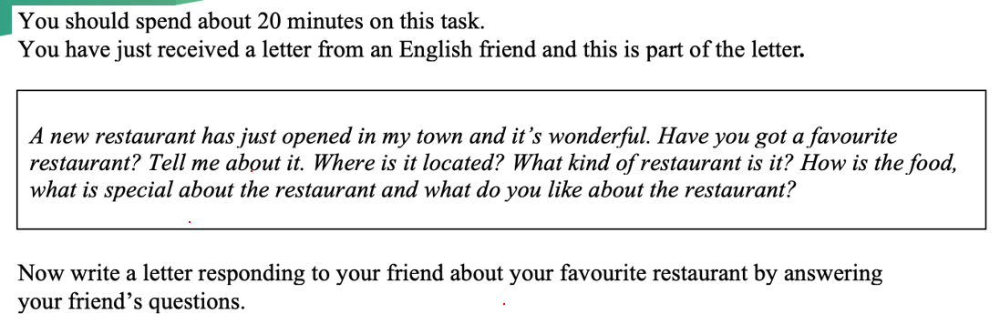 You should spend about 20 minutes on this task.
You have just received a letter from an English friend and this is part of the letter.
A new restaurant has just opened in my town and it's wonderful. Have you got a favourite
restaurant? Tell me about it. Where is it located? What kind of restaurant is it? How is the food,
what is special about the restaurant and what do you like about the restaurant?
Now write a letter responding to your friend about your favourite restaurant by answering
your friend's questions.